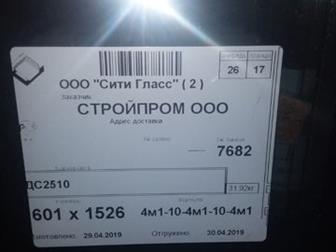 ООО "Сити Гласс" ( 2 )
26 17
заказчик
СТРОЙПРОМ ООО
Адрес доставки
7682
ДС2510
31.92кг
601 x 1526 4м1-10-4м1-10-4м1
29.04.2019 Отгружено: 30.04.2019